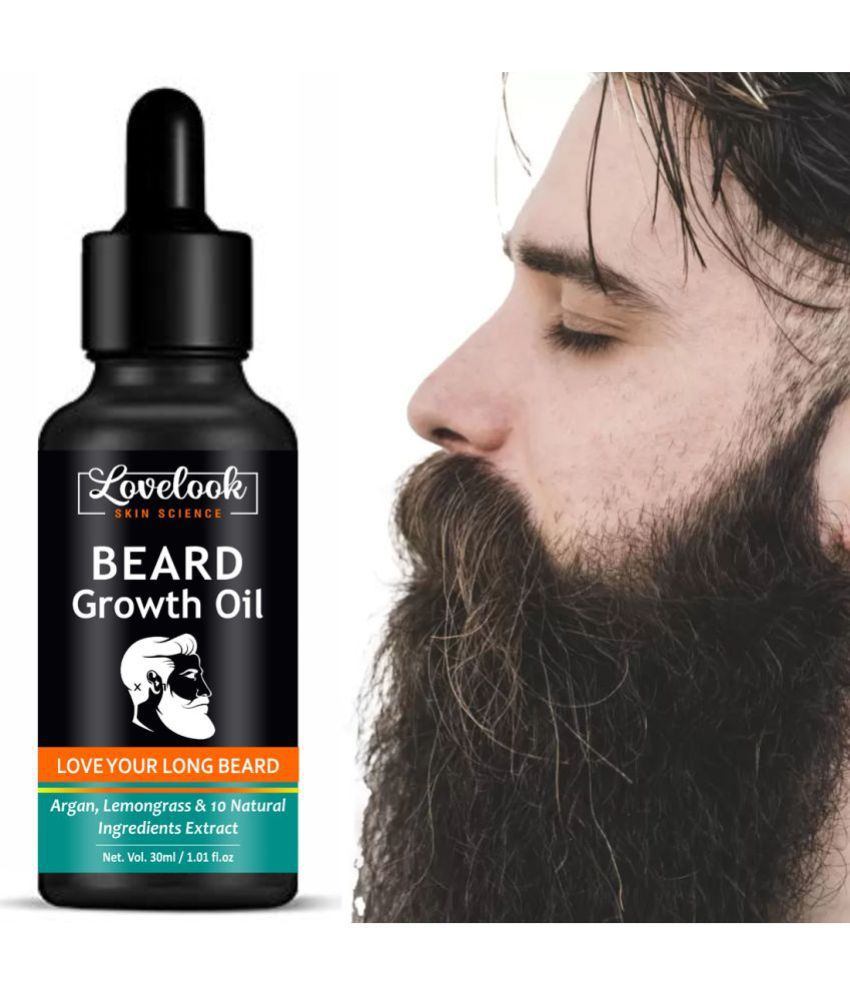 Lovelook
SKIN SCIENCE
BEARD
Growth Oil
LOVE YOUR LONG BEARD
Argan, Lemongrass & 10 Natural
Ingredients Extract
Net. Vol. 30ml / 1.01 fl.oz